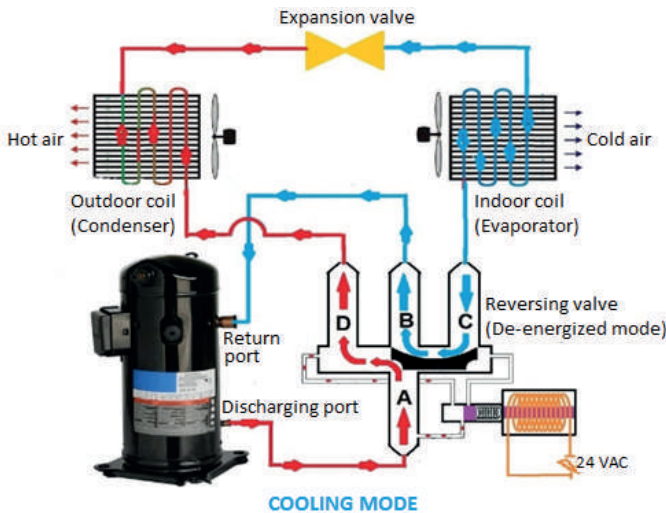 Expansion valve
Hot air
Cold air
Outdoor coil
(Condenser)
Indoor coil
(Evaporator)
D
B
C
Reversing valve
(De-energized mode)
Return
port
A
Discharging port
24 VAC
COOLING MODE